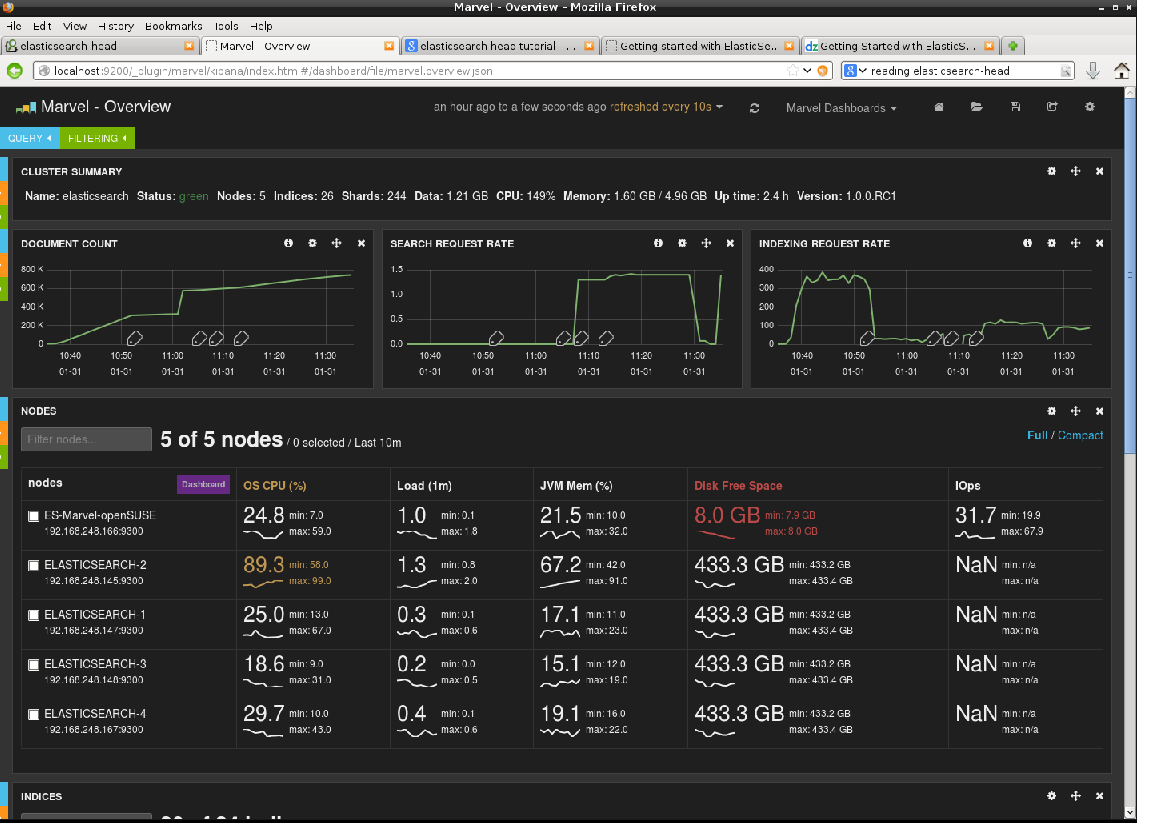 Marvel - Overview - Mozilla Firefox
File Edit View History Bookmarks Tools Help
elasticsearch-head
Marvel - Overview
elasticsearch head tutorial - ...
Getting started with ElasticSe...
dz Getting Started with ElasticS...
localhost:9200/_plugin/marvel/kibana/index.html#/dashboard/file/marvel.overview.json
reading elasticsearch-head
Marvel - Overview
an hour ago to a few seconds ago refreshed every 10s
Marvel Dashboards
QUERY
FILTERING
CLUSTER SUMMARY
Name: elasticsearch Status: green Nodes: 5 Indices: 26 Shards: 244 Data: 1.21 GB CPU: 149% Memory: 1.60 GB / 4.96 GB Up time: 2.4 h Version: 1.0.0.RC1
DOCUMENT COUNT
800 K
600 K
400 K
200 K
0
10:40 10:50 11:00 11:10 11:20 11:30
01-31 01-31 01-31 01-31 01-31 01-31
SEARCH REQUEST RATE
1.5
1.0
0.5
0.0
10:40 10:50 11:00 11:10 11:20 11:30
01-31 01-31 01-31 01-31 01-31 01-31
INDEXING REQUEST RATE
400
300
200
100
0
10:40 10:50 11:00 11:10 11:20 11:30
01-31 01-31 01-31 01-31 01-31 01-31
NODES
Filter nodes...
5 of 5 nodes / 0 selected / Last 10m
Full / Compact
nodes Dashboard OS CPU (%) Load (1m) JVM Mem (%) Disk Free Space IOps
ES-Marvel-openSUSE 24.8 min: 7.0 1.0 min: 0.1 21.5 min: 10.0 8.0 GB min: 7.9 GB 31.7 min: 19.9
192.168.248.166:9300 max: 59.0 max: 1.8 max: 32.0 max: 8.0 GB max: 67.9
ELASTICSEARCH-2 89.3 min: 58.0 1.3 min: 0.8 67.2 min: 42.0 433.3 GB min: 433.2 GB NaN min: n/a
192.168.248.145:9300 max: 99.0 max: 2.0 max: 91.0 max: 433.4 GB max: n/a
ELASTICSEARCH-1 25.0 min: 13.0 0.3 min: 0.1 17.1 min: 11.0 433.3 GB min: 433.2 GB NaN min: n/a
192.168.248.147:9300 max: 67.0 max: 0.6 max: 23.0 max: 433.4 GB max: n/a
ELASTICSEARCH-3 18.6 min: 9.0 0.2 min: 0.0 15.1 min: 12.0 433.3 GB min: 433.2 GB NaN min: n/a
192.168.248.148:9300 max: 31.0 max: 0.5 max: 19.0 max: 433.4 GB max: n/a
ELASTICSEARCH-4 29.7 min: 10.0 0.4 min: 0.1 19.1 min: 16.0 433.3 GB min: 433.2 GB NaN min: n/a
192.168.248.167:9300 max: 43.0 max: 0.6 max: 22.0 max: 433.4 GB max: n/a
INDICES